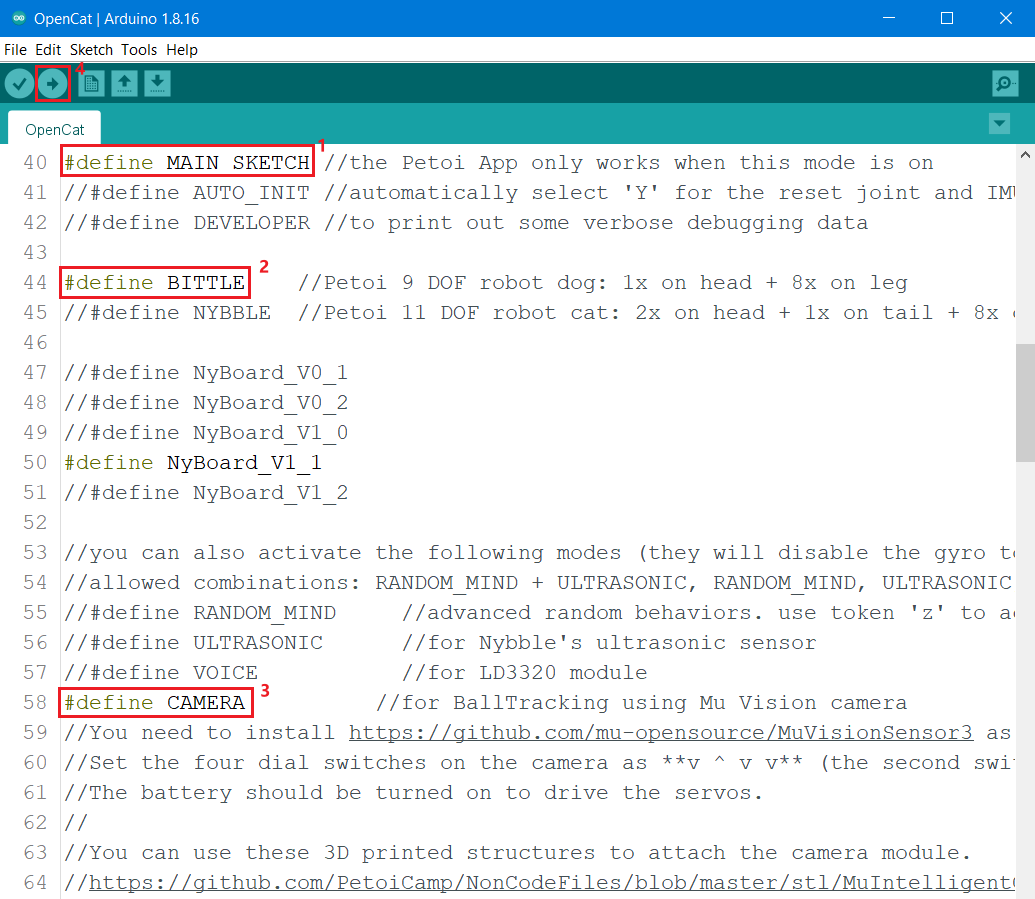 OpenCat | Arduino 1.8.16
File Edit Sketch Tools Help
4
OpenCat
1
40 #define MAIN_SKETCH //the Petoi App only works when this mode is on
41 //#define AUTO_INIT //automatically select 'Y' for the reset joint and IMU
42 //#define DEVELOPER //to print out some verbose debugging data
43
2
44 #define BITTLE //Petoi 9 DOF robot dog: 1x on head + 8x on leg
45 //#define NYBBLE //Petoi 11 DOF robot cat: 2x on head + 1x on tail + 8x
46
47 //#define NyBoard_V0_1
48 //#define NyBoard_V0_2
49 //#define NyBoard_V1_0
50 #define NyBoard_V1_1
51 //#define NyBoard_V1_2
52
53 //you can also activate the following modes (they will disable the gyro to
54 //allowed combinations: RANDOM_MIND + ULTRASONIC, RANDOM_MIND, ULTRASONIC
55 //#define RANDOM_MIND //advanced random behaviors. use token 'z' to a
56 //#define ULTRASONIC //for Nybble's ultrasonic sensor
57 //#define VOICE //for LD3320 module
3
58 #define CAMERA //for BallTracking using Mu Vision camera
59 //You need to install https://github.com/mu-opensource/MuVisionSensor3 as
60 //Set the four dial switches on the camera as **v ^ v v** (the second swi
61 //The battery should be turned on to drive the servos.
62 //
63 //You can use these 3D printed structures to attach the camera module.
64 //https://github.com/PetoiCamp/NonCodeFiles/blob/master/stl/MuIntelligent